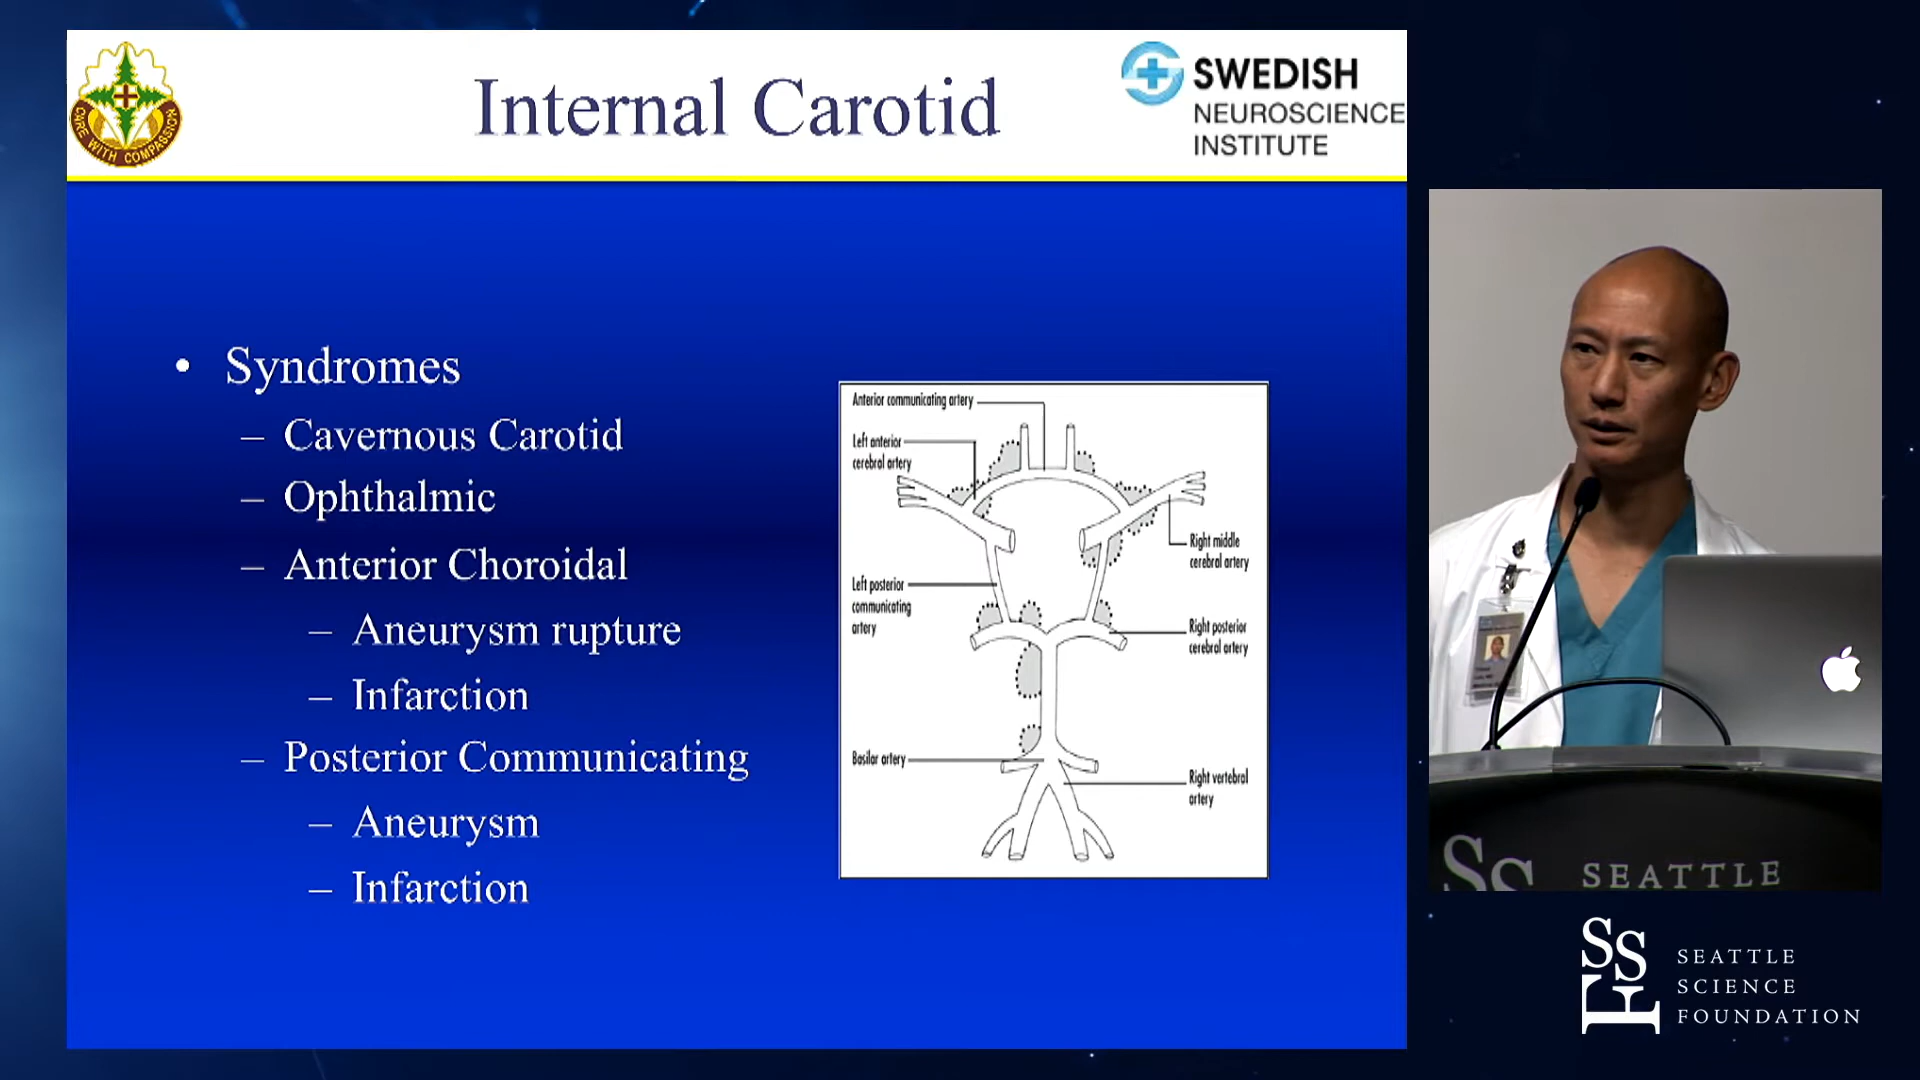 CARE WITH COMPASSION
Internal Carotid
SWEDISH
NEUROSCIENCE
INSTITUTE
• Syndromes
– Cavernous Carotid
– Ophthalmic
– Anterior Choroidal
– Aneurysm rupture
– Infarction
– Posterior Communicating
– Aneurysm
– Infarction
Anterior communicating artery
Left anterior
cerebral artery
Right middle
cerebral artery
Left posterior
communicating
artery
Right posterior
cerebral artery
Basilar artery
Right vertebral
artery
SS SEATTLE
SSF
SEATTLE
SCIENCE
FOUNDATION